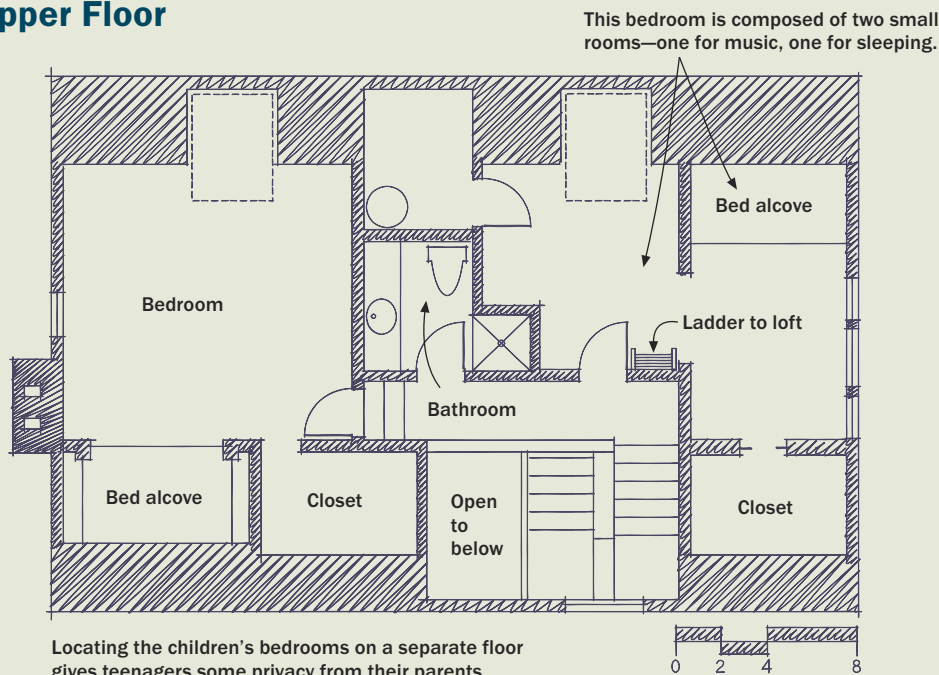 pper Floor
This bedroom is composed of two small
rooms—one for music, one for sleeping.
Bed alcove
Bedroom
Ladder to loft
Bathroom
Bed alcove
Closet
Open
to
below
Closet
Locating the children’s bedrooms on a separate floor
gives teenagers some privacy from their parents
0 2 4 8